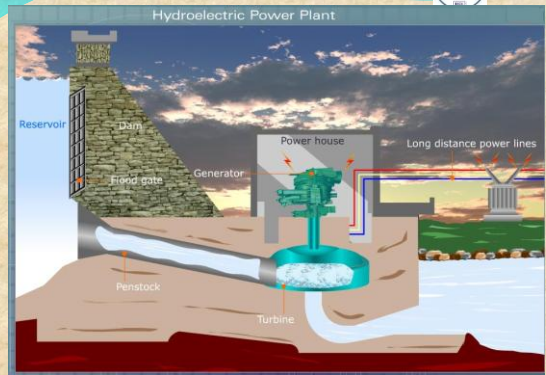 Hydroelectric Power Plant
Reservoir
Dam
Flood gate
Power house
Generator
Long distance power lines
Penstock
Turbine